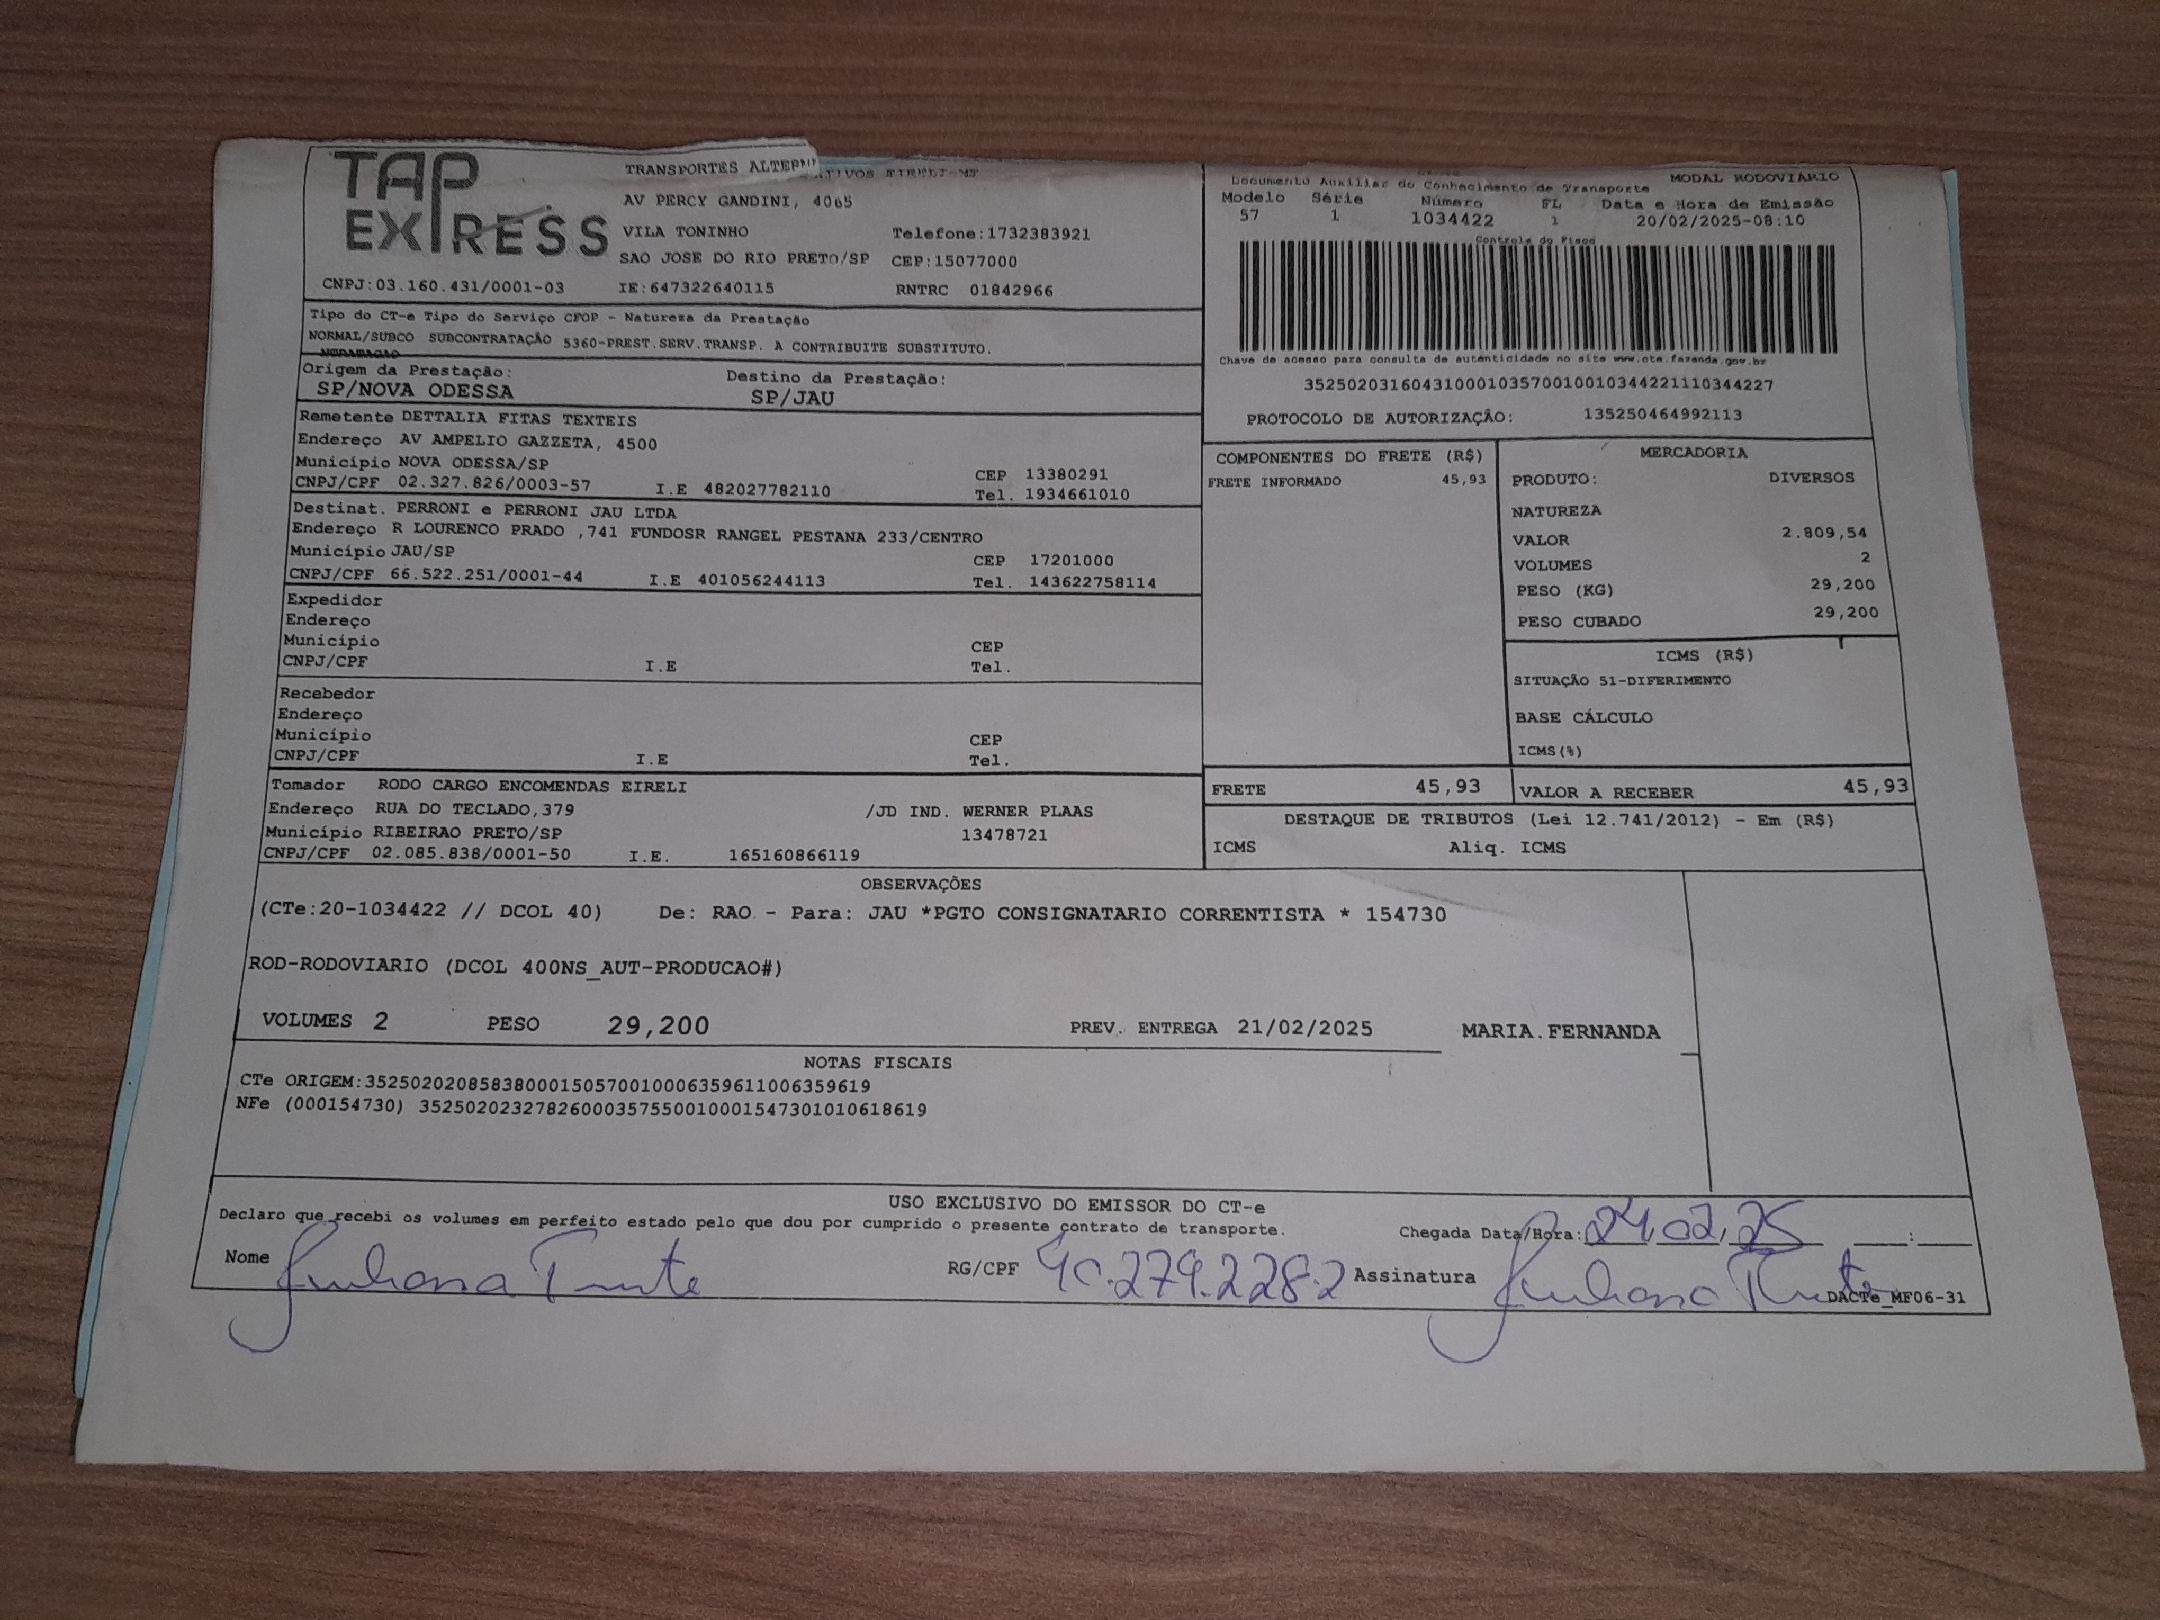 TAP
EXPRESS
TRANSPORTES
AV PERCY GANDINI, 4065
VILA TONINHO Telefone:1732383921
SAO JOSE DO RIO PRETO/SP CEP:15077000
CNPJ:03.160.431/0001-03 IE:647322640115 RNTRC 01842966
MODAL RODOVIÁRIO
Documento Auxiliar do Conhecimento de Transporte
Modelo Série Número FL Data e Hora de Emissão
57 1 1034422 1 20/02/2025-08:10
Controle do Fisco
Chave de acesso para consulta de autenticidade no site www.cte.fazenda.gov.br
35250203160431000103570010010344221110344227
PROTOCOLO DE AUTORIZAÇÃO: 135250464992113
Tipo do CT-e Tipo do Serviço CFOP - Natureza da Prestação
NORMAL/SUBCO SUBCONTRATAÇÃO 5360-PREST.SERV.TRANSP. A CONTRIBUITE SUBSTITUTO.
Origem da Prestação: Destino da Prestação:
SP/NOVA ODESSA SP/JAU
Remetente DETTALIA FITAS TEXTEIS
Endereço AV AMPELIO GAZZETA, 4500
Município NOVA ODESSA/SP CEP 13380291
CNPJ/CPF 02.327.826/0003-57 I.E 482027782110 Tel. 1934661010
Destinat. PERRONI e PERRONI JAU LTDA
Endereço R LOURENCO PRADO ,741 FUNDOSR RANGEL PESTANA 233/CENTRO
Município JAU/SP CEP 17201000
CNPJ/CPF 66.522.251/0001-44 I.E 401056244113 Tel. 143622758114
Expedidor
Endereço
Município CEP
CNPJ/CPF I.E Tel.
Recebedor
Endereço
Município CEP
CNPJ/CPF I.E Tel.
Tomador RODO CARGO ENCOMENDAS EIRELI
Endereço RUA DO TECLADO,379 /JD IND. WERNER PLAAS
Município RIBEIRAO PRETO/SP 13478721
CNPJ/CPF 02.085.838/0001-50 I.E. 165160866119
COMPONENTES DO FRETE (R$)
FRETE INFORMADO 45,93
MERCADORIA
PRODUTO: DIVERSOS
NATUREZA
VALOR 2.809,54
VOLUMES 2
PESO (KG) 29,200
PESO CUBADO 29,200
ICMS (R$)
SITUAÇÃO 51-DIFERIMENTO
BASE CÁLCULO
ICMS(%)
FRETE 45,93 VALOR A RECEBER 45,93
DESTAQUE DE TRIBUTOS (Lei 12.741/2012) - Em (R$)
ICMS Aliq. ICMS
OBSERVAÇÕES
(CTe:20-1034422 // DCOL 40) De: RAO - Para: JAU *PGTO CONSIGNATARIO CORRENTISTA * 154730
ROD-RODOVIARIO (DCOL 400NS_AUT-PRODUCAO#)
VOLUMES 2 PESO 29,200 PREV. ENTREGA 21/02/2025 MARIA.FERNANDA
NOTAS FISCAIS
CTe ORIGEM:35250202085838000150570010006359611006359619
NFe (000154730) 35250202327826000357550010001547301010618619
USO EXCLUSIVO DO EMISSOR DO CT-e
Declaro que recebi os volumes em perfeito estado pelo que dou por cumprido o presente contrato de transporte. Chegada Data/Hora: 24,02,25 :
Nome Juliana RG/CPF 40.279.228-2 Assinatura Juliana
DACTe_MF06-31